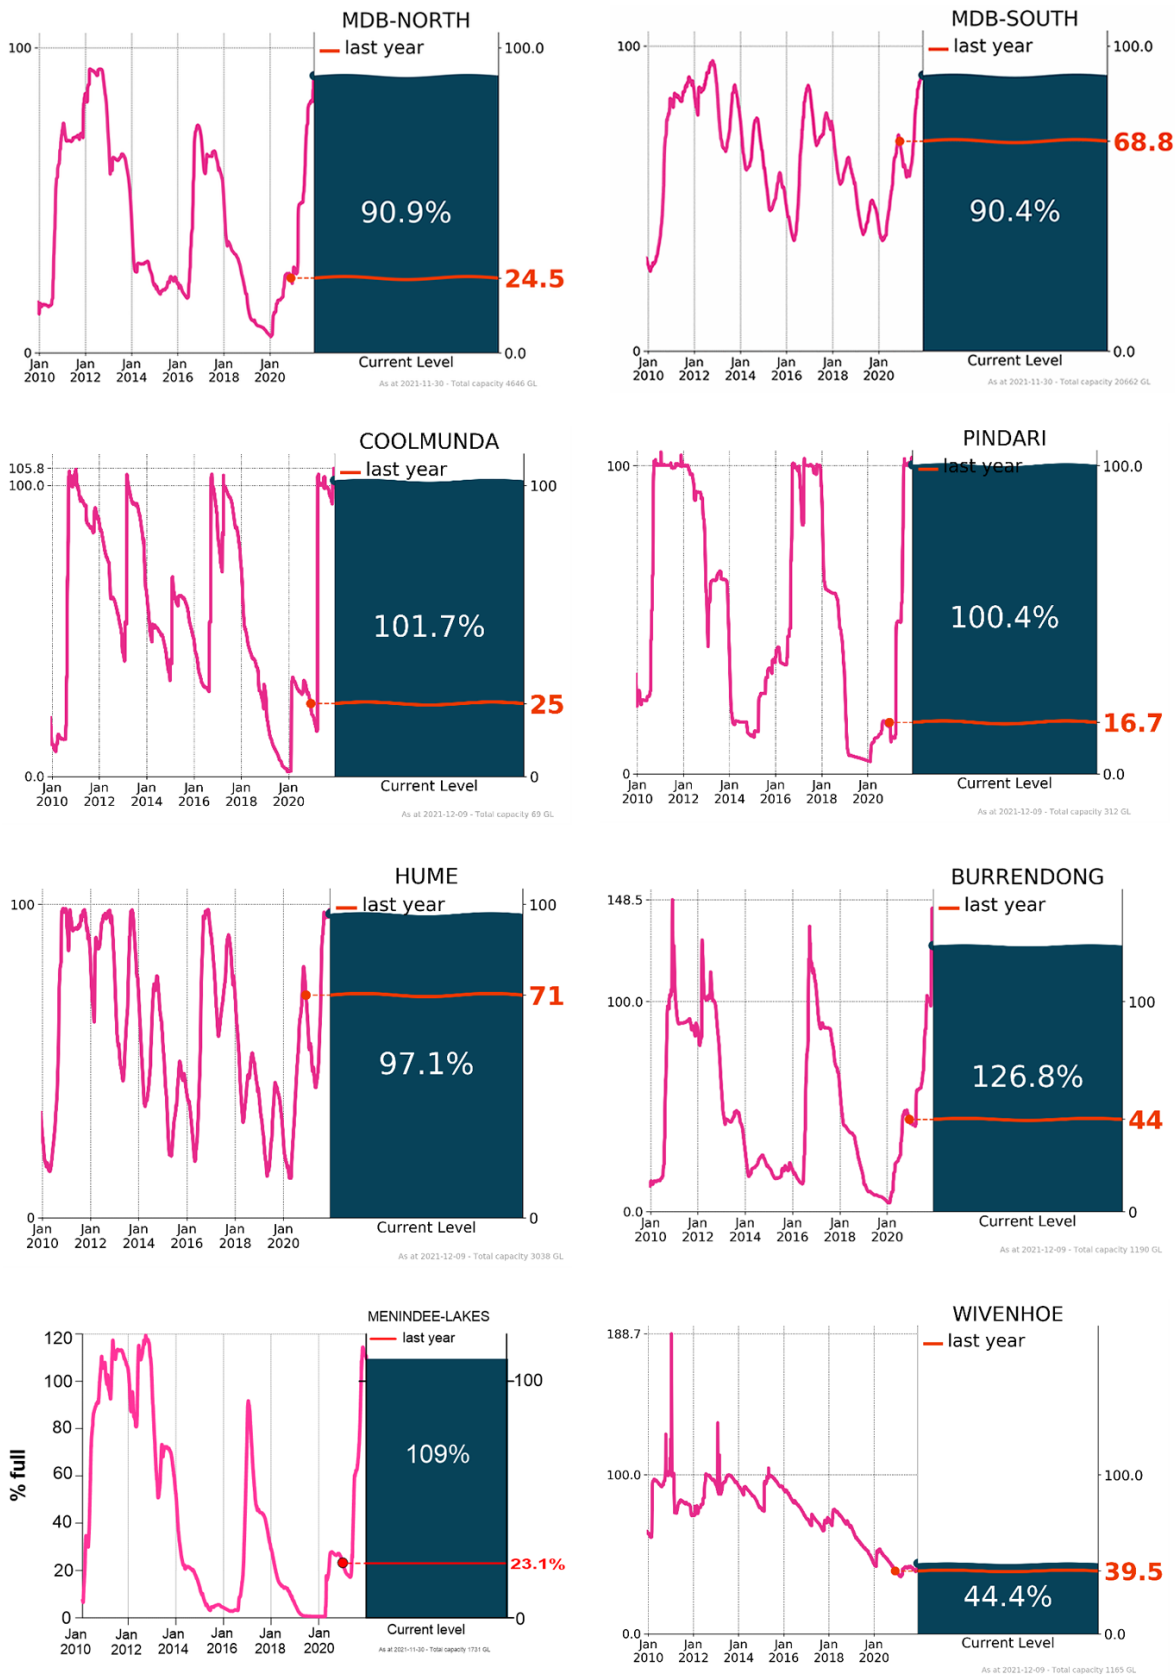 MDB-NORTH
last year
100
100.0
90.9%
24.5
0
0.0
Jan 2010
Jan 2012
Jan 2014
Jan 2016
Jan 2018
Jan 2020
Current Level
As at 2021-11-30 - Total capacity 4646 GL
MDB-SOUTH
last year
100
100.0
68.8
90.4%
0
0.0
Jan 2010
Jan 2012
Jan 2014
Jan 2016
Jan 2018
Jan 2020
Current Level
As at 2021-11-30 - Total capacity 20662 GL
COOLMUNDA
last year
105.8
100.0
100
101.7%
25
0.0
0
Jan 2010
Jan 2012
Jan 2014
Jan 2016
Jan 2018
Jan 2020
Current Level
As at 2021-12-09 - Total capacity 69 GL
PINDARI
last year
100
100.0
100.4%
16.7
0
0.0
Jan 2010
Jan 2012
Jan 2014
Jan 2016
Jan 2018
Jan 2020
Current Level
As at 2021-12-09 - Total capacity 312 GL
HUME
last year
100
100
71
97.1%
0
0
Jan 2010
Jan 2012
Jan 2014
Jan 2016
Jan 2018
Jan 2020
Current Level
As at 2021-12-09 - Total capacity 3038 GL
BURRENDONG
last year
148.5
100.0
100
126.8%
44
0.0
0
Jan 2010
Jan 2012
Jan 2014
Jan 2016
Jan 2018
Jan 2020
Current Level
As at 2021-12-09 - Total capacity 1190 GL
MENINDEE-LAKES
last year
% full
120
100
80
60
40
20
0
100
109%
23.1%
0
Jan 2010
Jan 2012
Jan 2014
Jan 2016
Jan 2018
Jan 2020
Current level
As at 2021-11-30 - Total capacity 1731 GL
WIVENHOE
last year
188.7
100.0
100.0
39.5
44.4%
0.0
0.0
Jan 2010
Jan 2012
Jan 2014
Jan 2016
Jan 2018
Jan 2020
Current Level
As at 2021-12-09 - Total capacity 1165 GL